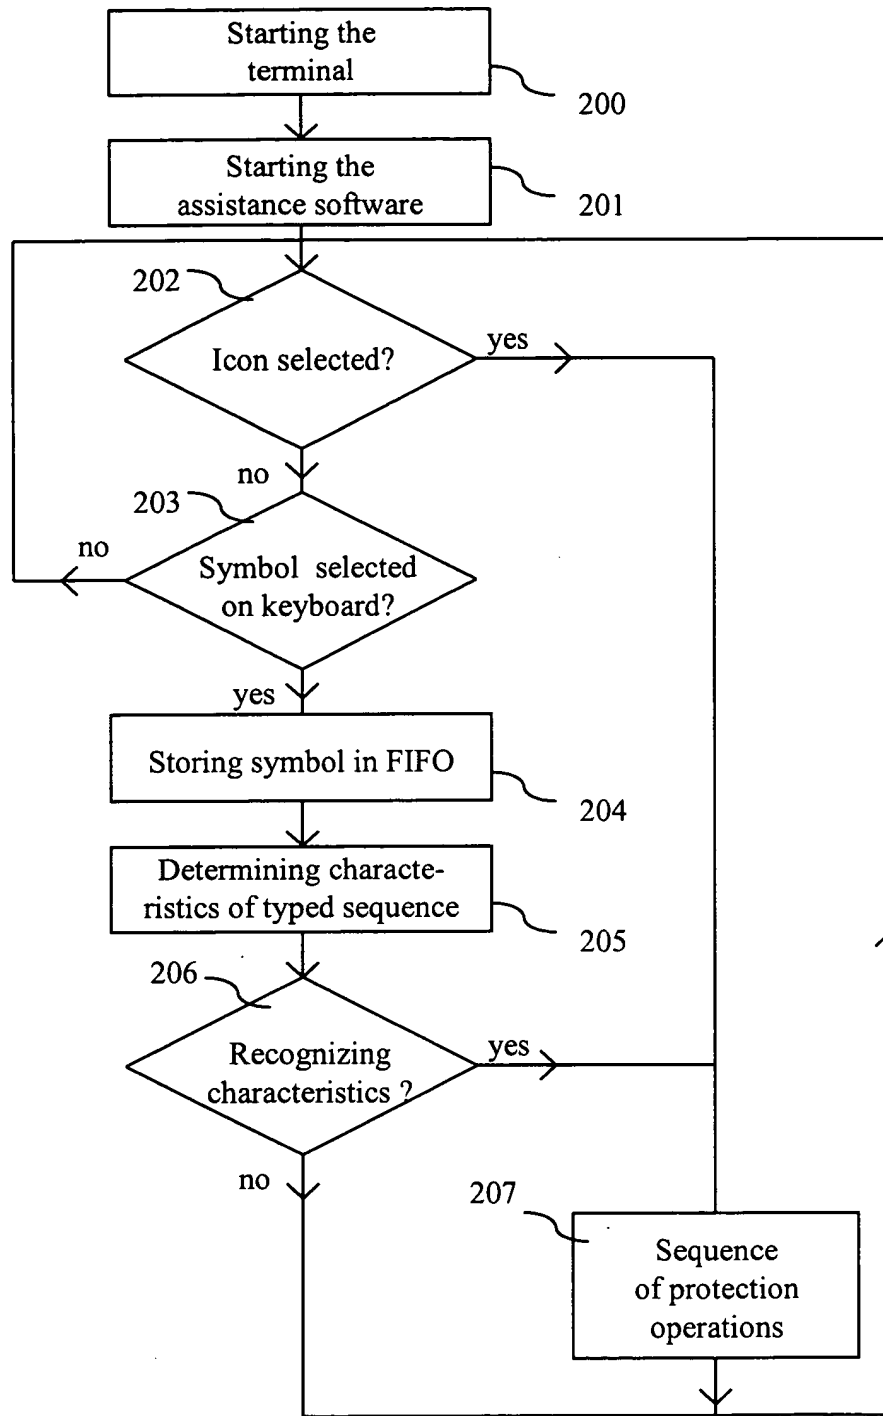 Starting the
terminal
200
Starting the
assistance software
201
202
Icon selected?
yes
no
203
no
Symbol selected
on keyboard?
yes
Storing symbol in FIFO
204
Determining characte-
ristics of typed sequence
205
206
Recognizing
characteristics ?
yes
no
207
Sequence
of protection
operations